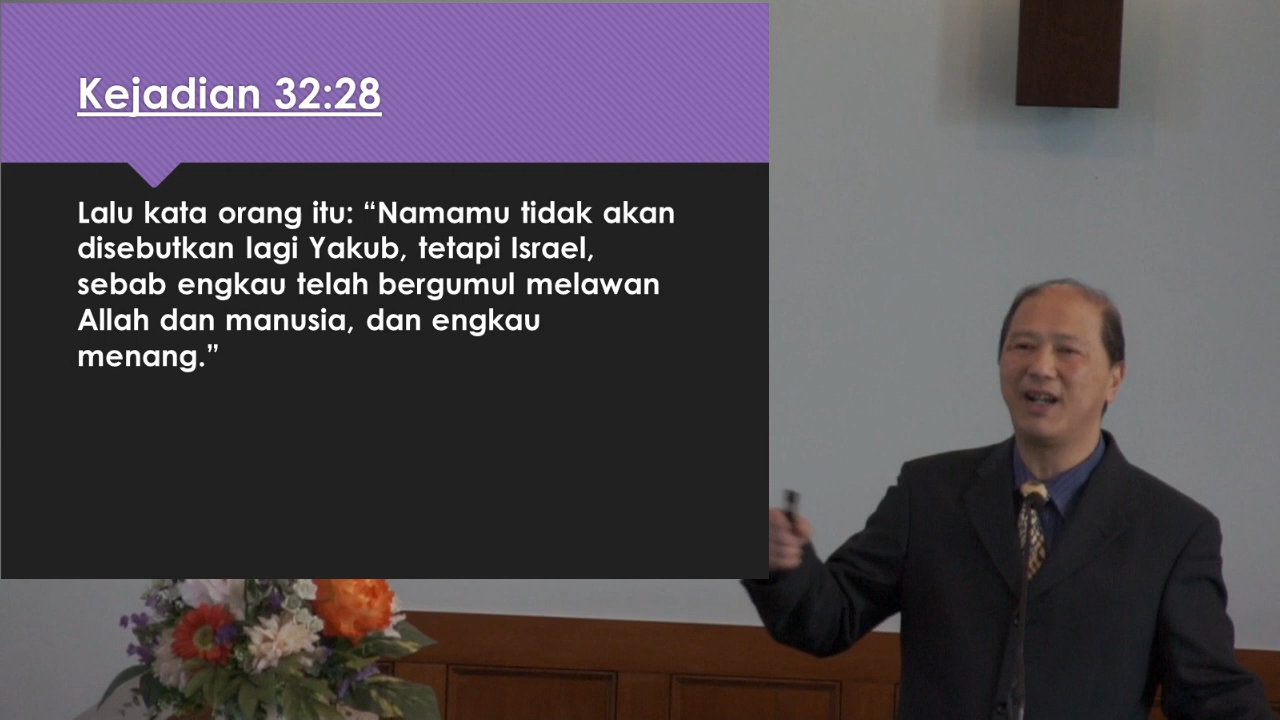 Kejadian 32:28
Lalu kata orang itu: “Namamu tidak akan
disebutkan lagi Yakub, tetapi Israel,
sebab engkau telah bergumul melawan
Allah dan manusia, dan engkau
menang.”